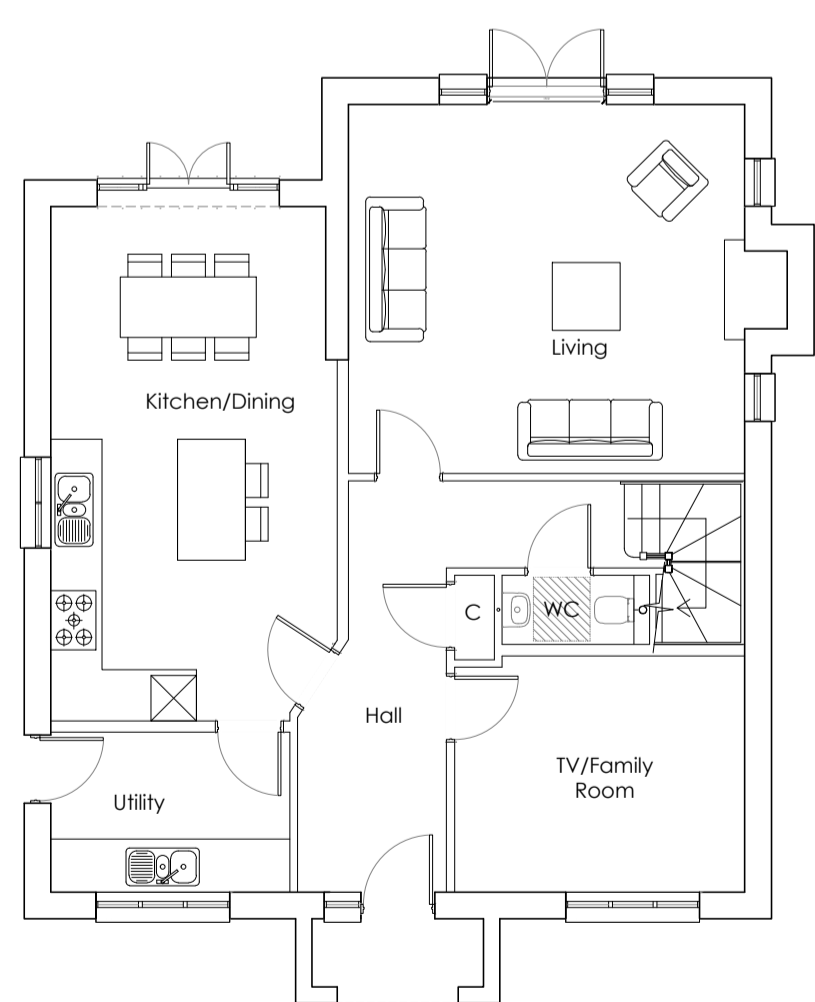 Living
Kitchen/Dining
C
WC
Hall
TV/Family
Room
Utility